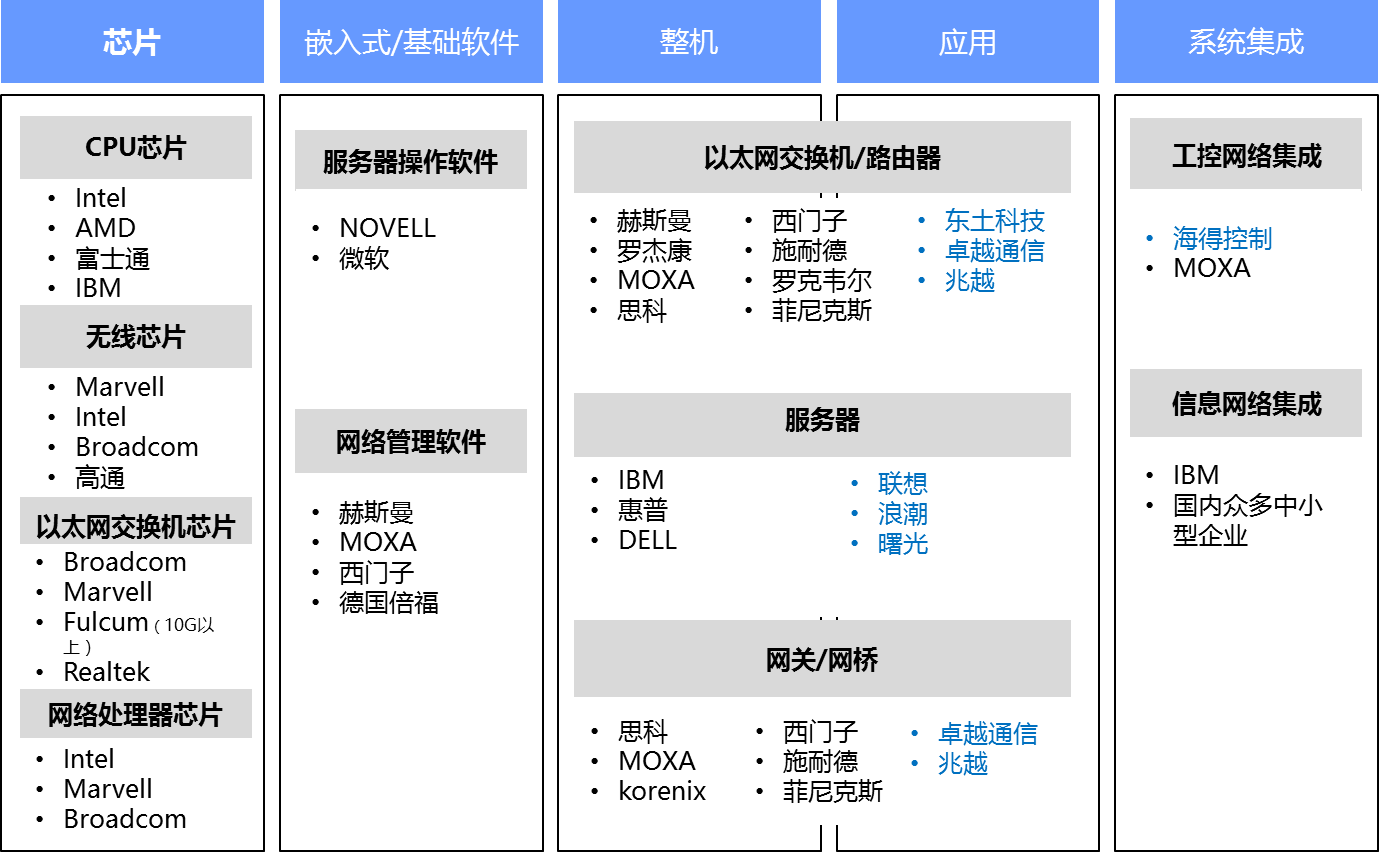 芯片
嵌入式/基础软件
整机
应用
系统集成
CPU芯片
• Intel
• AMD
• 富士通
• IBM
无线芯片
• Marvell
• Intel
• Broadcom
• 高通
以太网交换机芯片
• Broadcom
• Marvell
• Fulcum（10G以
上）
• Realtek
网络处理器芯片
• Intel
• Marvell
• Broadcom
服务器操作软件
• NOVELL
• 微软
网络管理软件
• 赫斯曼
• MOXA
• 西门子
• 德国倍福
以太网交换机/路由器
• 赫斯曼
• 罗杰康
• MOXA
• 思科
• 西门子
• 施耐德
• 罗克韦尔
• 菲尼克斯
• 东土科技
• 卓越通信
• 兆越
服务器
• IBM
• 惠普
• DELL
• 联想
• 浪潮
• 曙光
网关/网桥
• 思科
• MOXA
• korenix
• 西门子
• 施耐德
• 菲尼克斯
• 卓越通信
• 兆越
工控网络集成
• 海得控制
• MOXA
信息网络集成
• IBM
• 国内众多中小
型企业